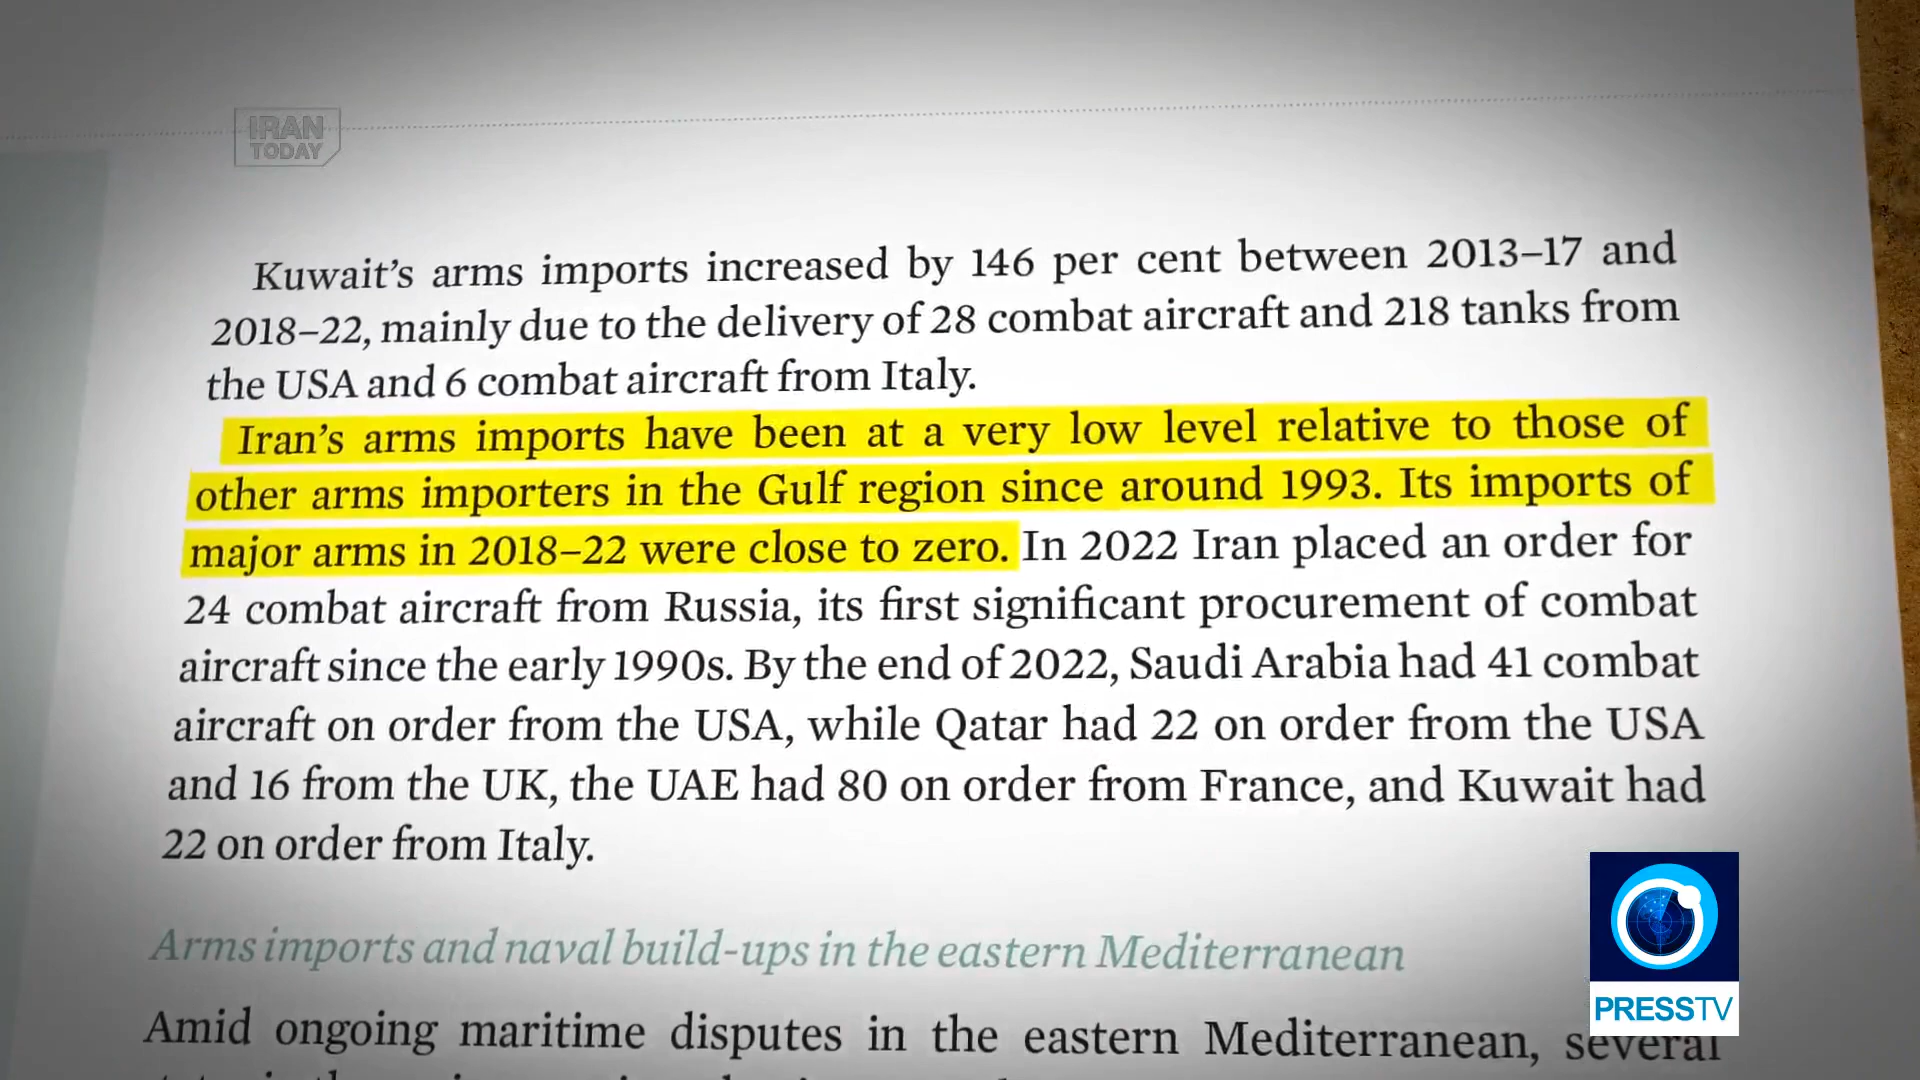 IRAN
TODAY
Kuwait’s arms imports increased by 146 per cent between 2013–17 and
2018–22, mainly due to the delivery of 28 combat aircraft and 218 tanks from
the USA and 6 combat aircraft from Italy.
Iran’s arms imports have been at a very low level relative to those of
other arms importers in the Gulf region since around 1993. Its imports of
major arms in 2018–22 were close to zero. In 2022 Iran placed an order for
24 combat aircraft from Russia, its first significant procurement of combat
aircraft since the early 1990s. By the end of 2022, Saudi Arabia had 41 combat
aircraft on order from the USA, while Qatar had 22 on order from the USA
and 16 from the UK, the UAE had 80 on order from France, and Kuwait had
22 on order from Italy.
Arms imports and naval build-ups in the eastern Mediterranean
Amid ongoing maritime disputes in the eastern Mediterranean, several
PRESSTV